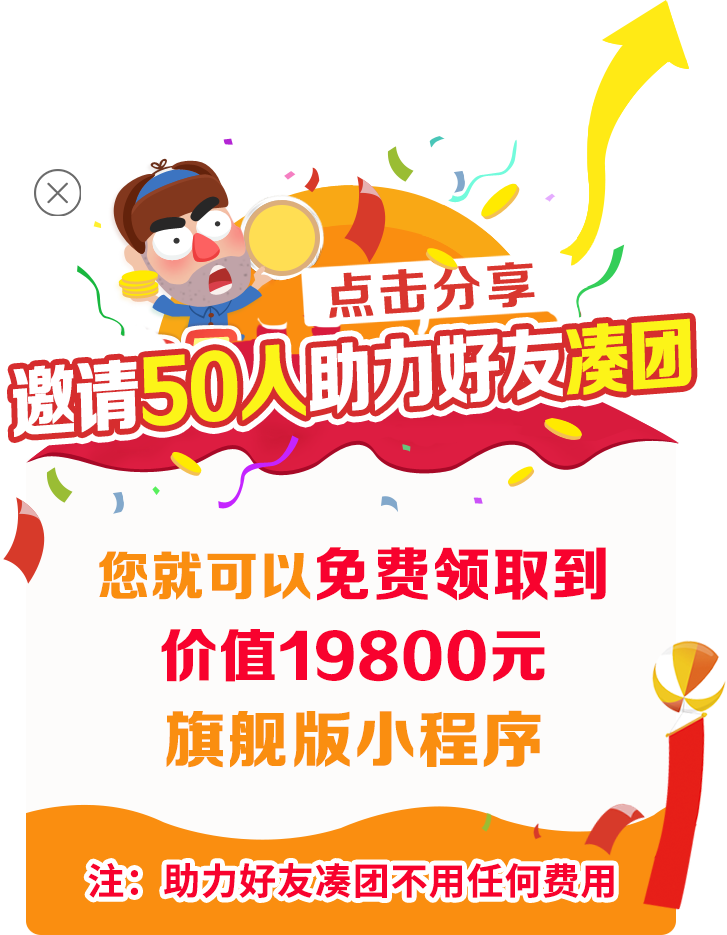 点击分享
邀请50人助力好友凑团
您就可以免费领取到
价值19800元
旗舰版小程序
注：助力好友凑团不用任何费用